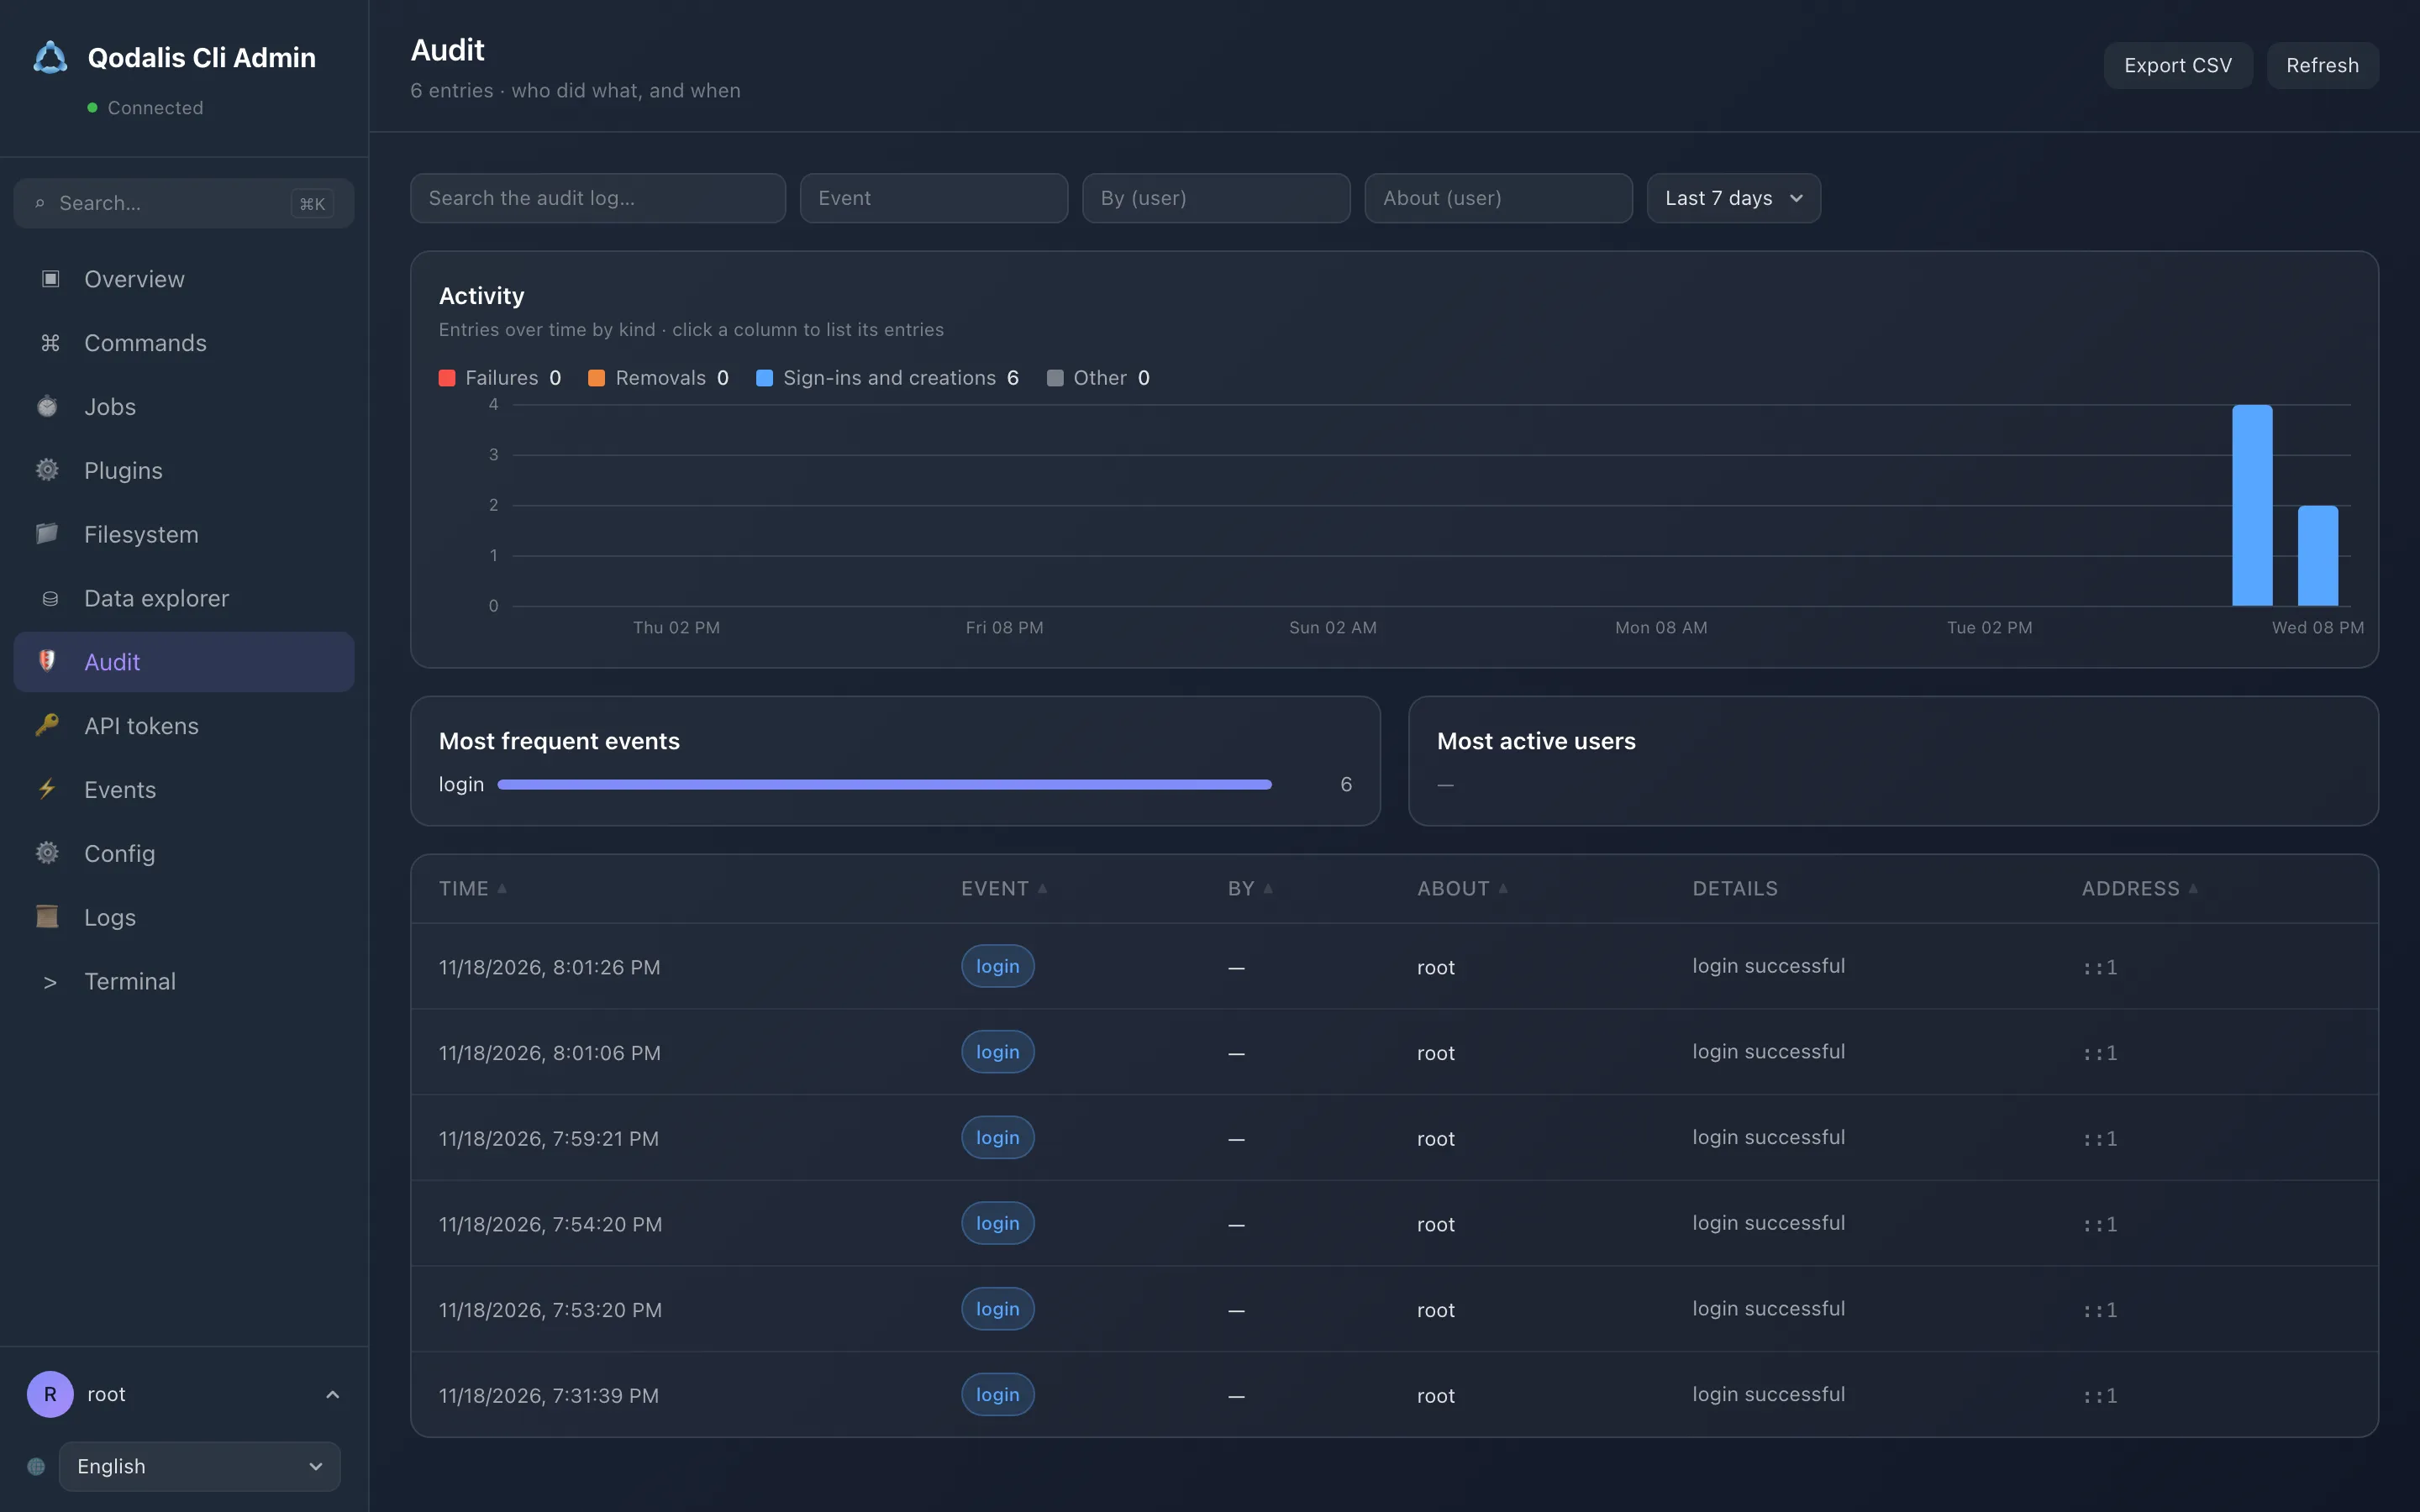 Qodalis Cli Admin
Connected
Search... ⌘K
Overview
Commands
Jobs
Plugins
Filesystem
Data explorer
Audit
API tokens
Events
Config
Logs
Terminal
R root
English
Audit
6 entries · who did what, and when
Export CSV Refresh
Search the audit log... Event By (user) About (user) Last 7 days
Activity
Entries over time by kind · click a column to list its entries
Failures 0 Removals 0 Sign-ins and creations 6 Other 0
4
3
2
1
0
Thu 02 PM Fri 08 PM Sun 02 AM Mon 08 AM Tue 02 PM Wed 08 PM
Most frequent events
login 6
Most active users
—
TIME ▲ EVENT ▲ BY ▲ ABOUT ▲ DETAILS ADDRESS ▲
11/18/2026, 8:01:26 PM login — root login successful ::1
11/18/2026, 8:01:06 PM login — root login successful ::1
11/18/2026, 7:59:21 PM login — root login successful ::1
11/18/2026, 7:54:20 PM login — root login successful ::1
11/18/2026, 7:53:20 PM login — root login successful ::1
11/18/2026, 7:31:39 PM login — root login successful ::1